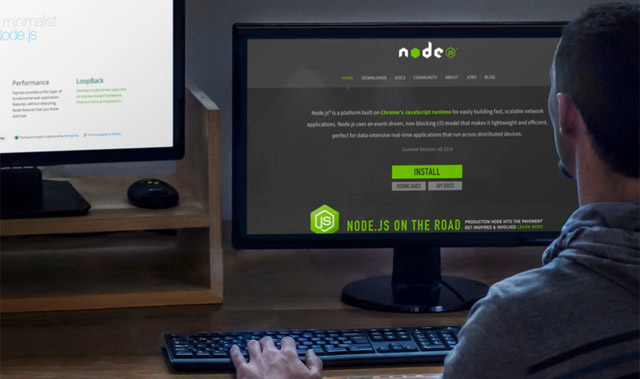 minimalist
Node.js
Performance
LoopBack
node
JS
HOME DOWNLOADS DOCS COMMUNITY ABOUT JOBS BLOG
Node.js® is a platform built on Chrome's JavaScript runtime for easily building fast, scalable network
applications. Node.js uses an event-driven, non-blocking I/O model that makes it lightweight and efficient,
perfect for data-intensive real-time applications that run across distributed devices.
Current Version: v0.12.6
INSTALL
DOWNLOADS API DOCS
JS
NODE.JS ON THE ROAD
PRODUCTION NODE HITS THE PAVEMENT
GET INSPIRED & INVOLVED LEARN MORE